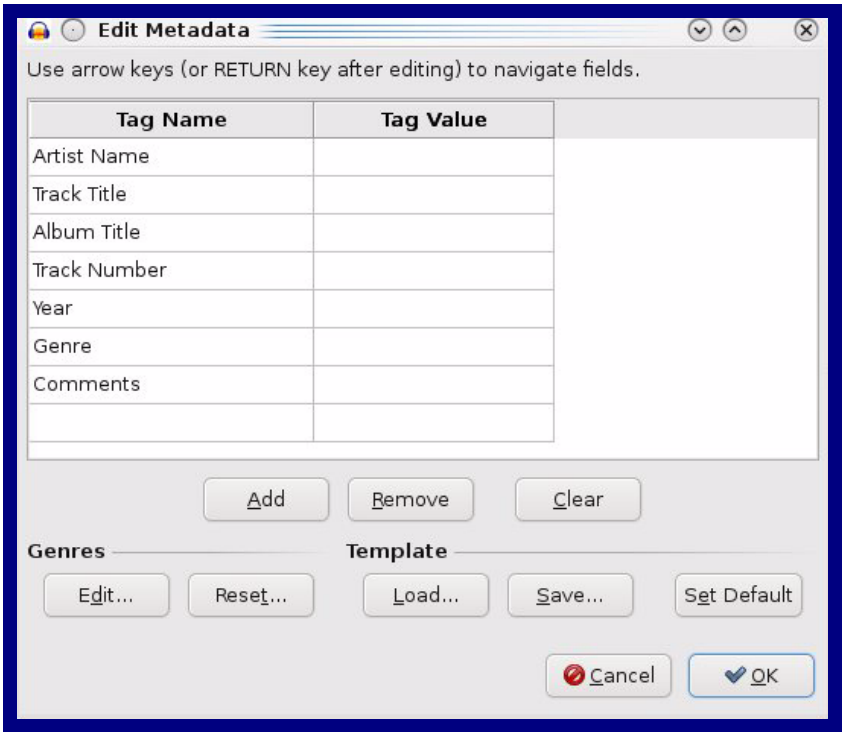 Edit Metadata
Use arrow keys (or RETURN key after editing) to navigate fields.
Tag Name Tag Value
Artist Name
Track Title
Album Title
Track Number
Year
Genre
Comments
Add Remove Clear
Genres Template
Edit... Reset... Load... Save... Set Default
Cancel OK